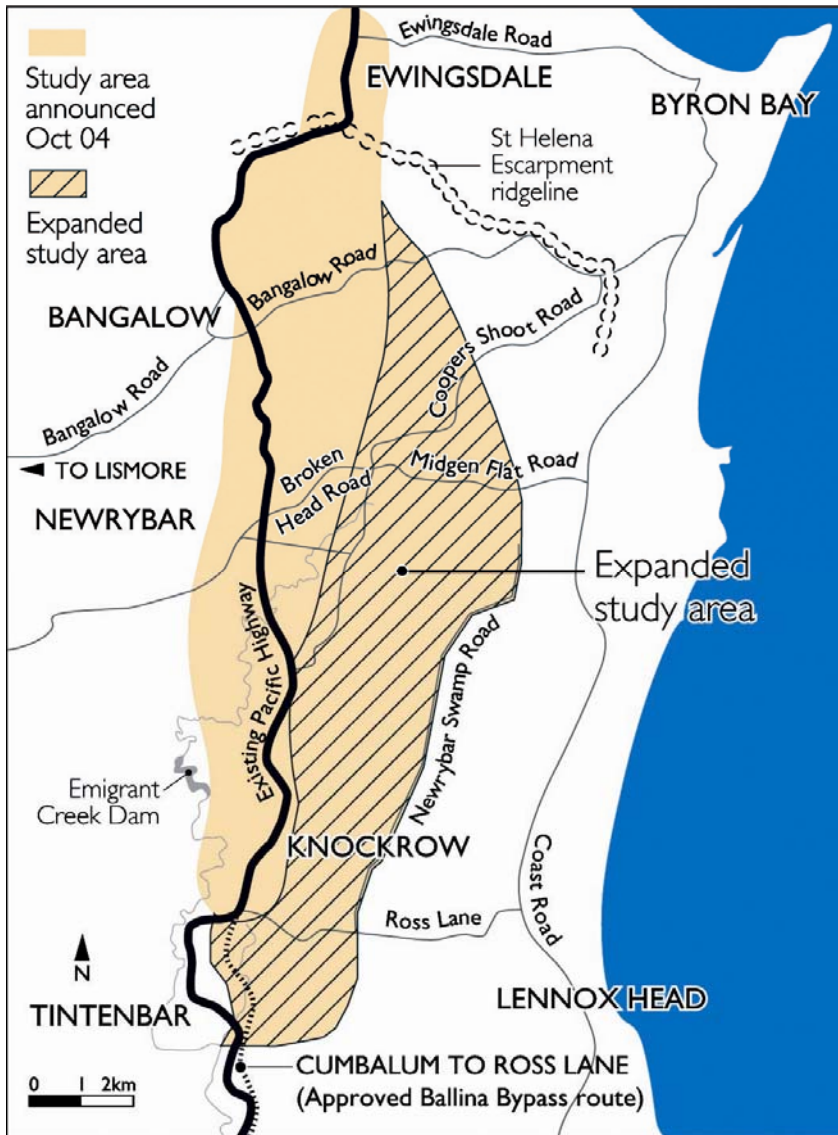 Study area
announced
Oct 04
Expanded
study area
Ewingsdale Road
EWINGSDALE
BYRON BAY
St Helena
Escarpment
ridgeline
Bangalow Road
BANGALOW
Coopers Shoot Road
Bangalow Road
TO LISMORE
Broken
Head Road
Midgen Flat Road
NEWRYBAR
Expanded
study area
Existing Pacific Highway
Newrybar Swamp Road
Emigrant
Creek Dam
KNOCKROW
Coast Road
Ross Lane
N
TINTENBAR
LENNOX HEAD
CUMBALUM TO ROSS LANE
(Approved Ballina Bypass route)
0 1 2km